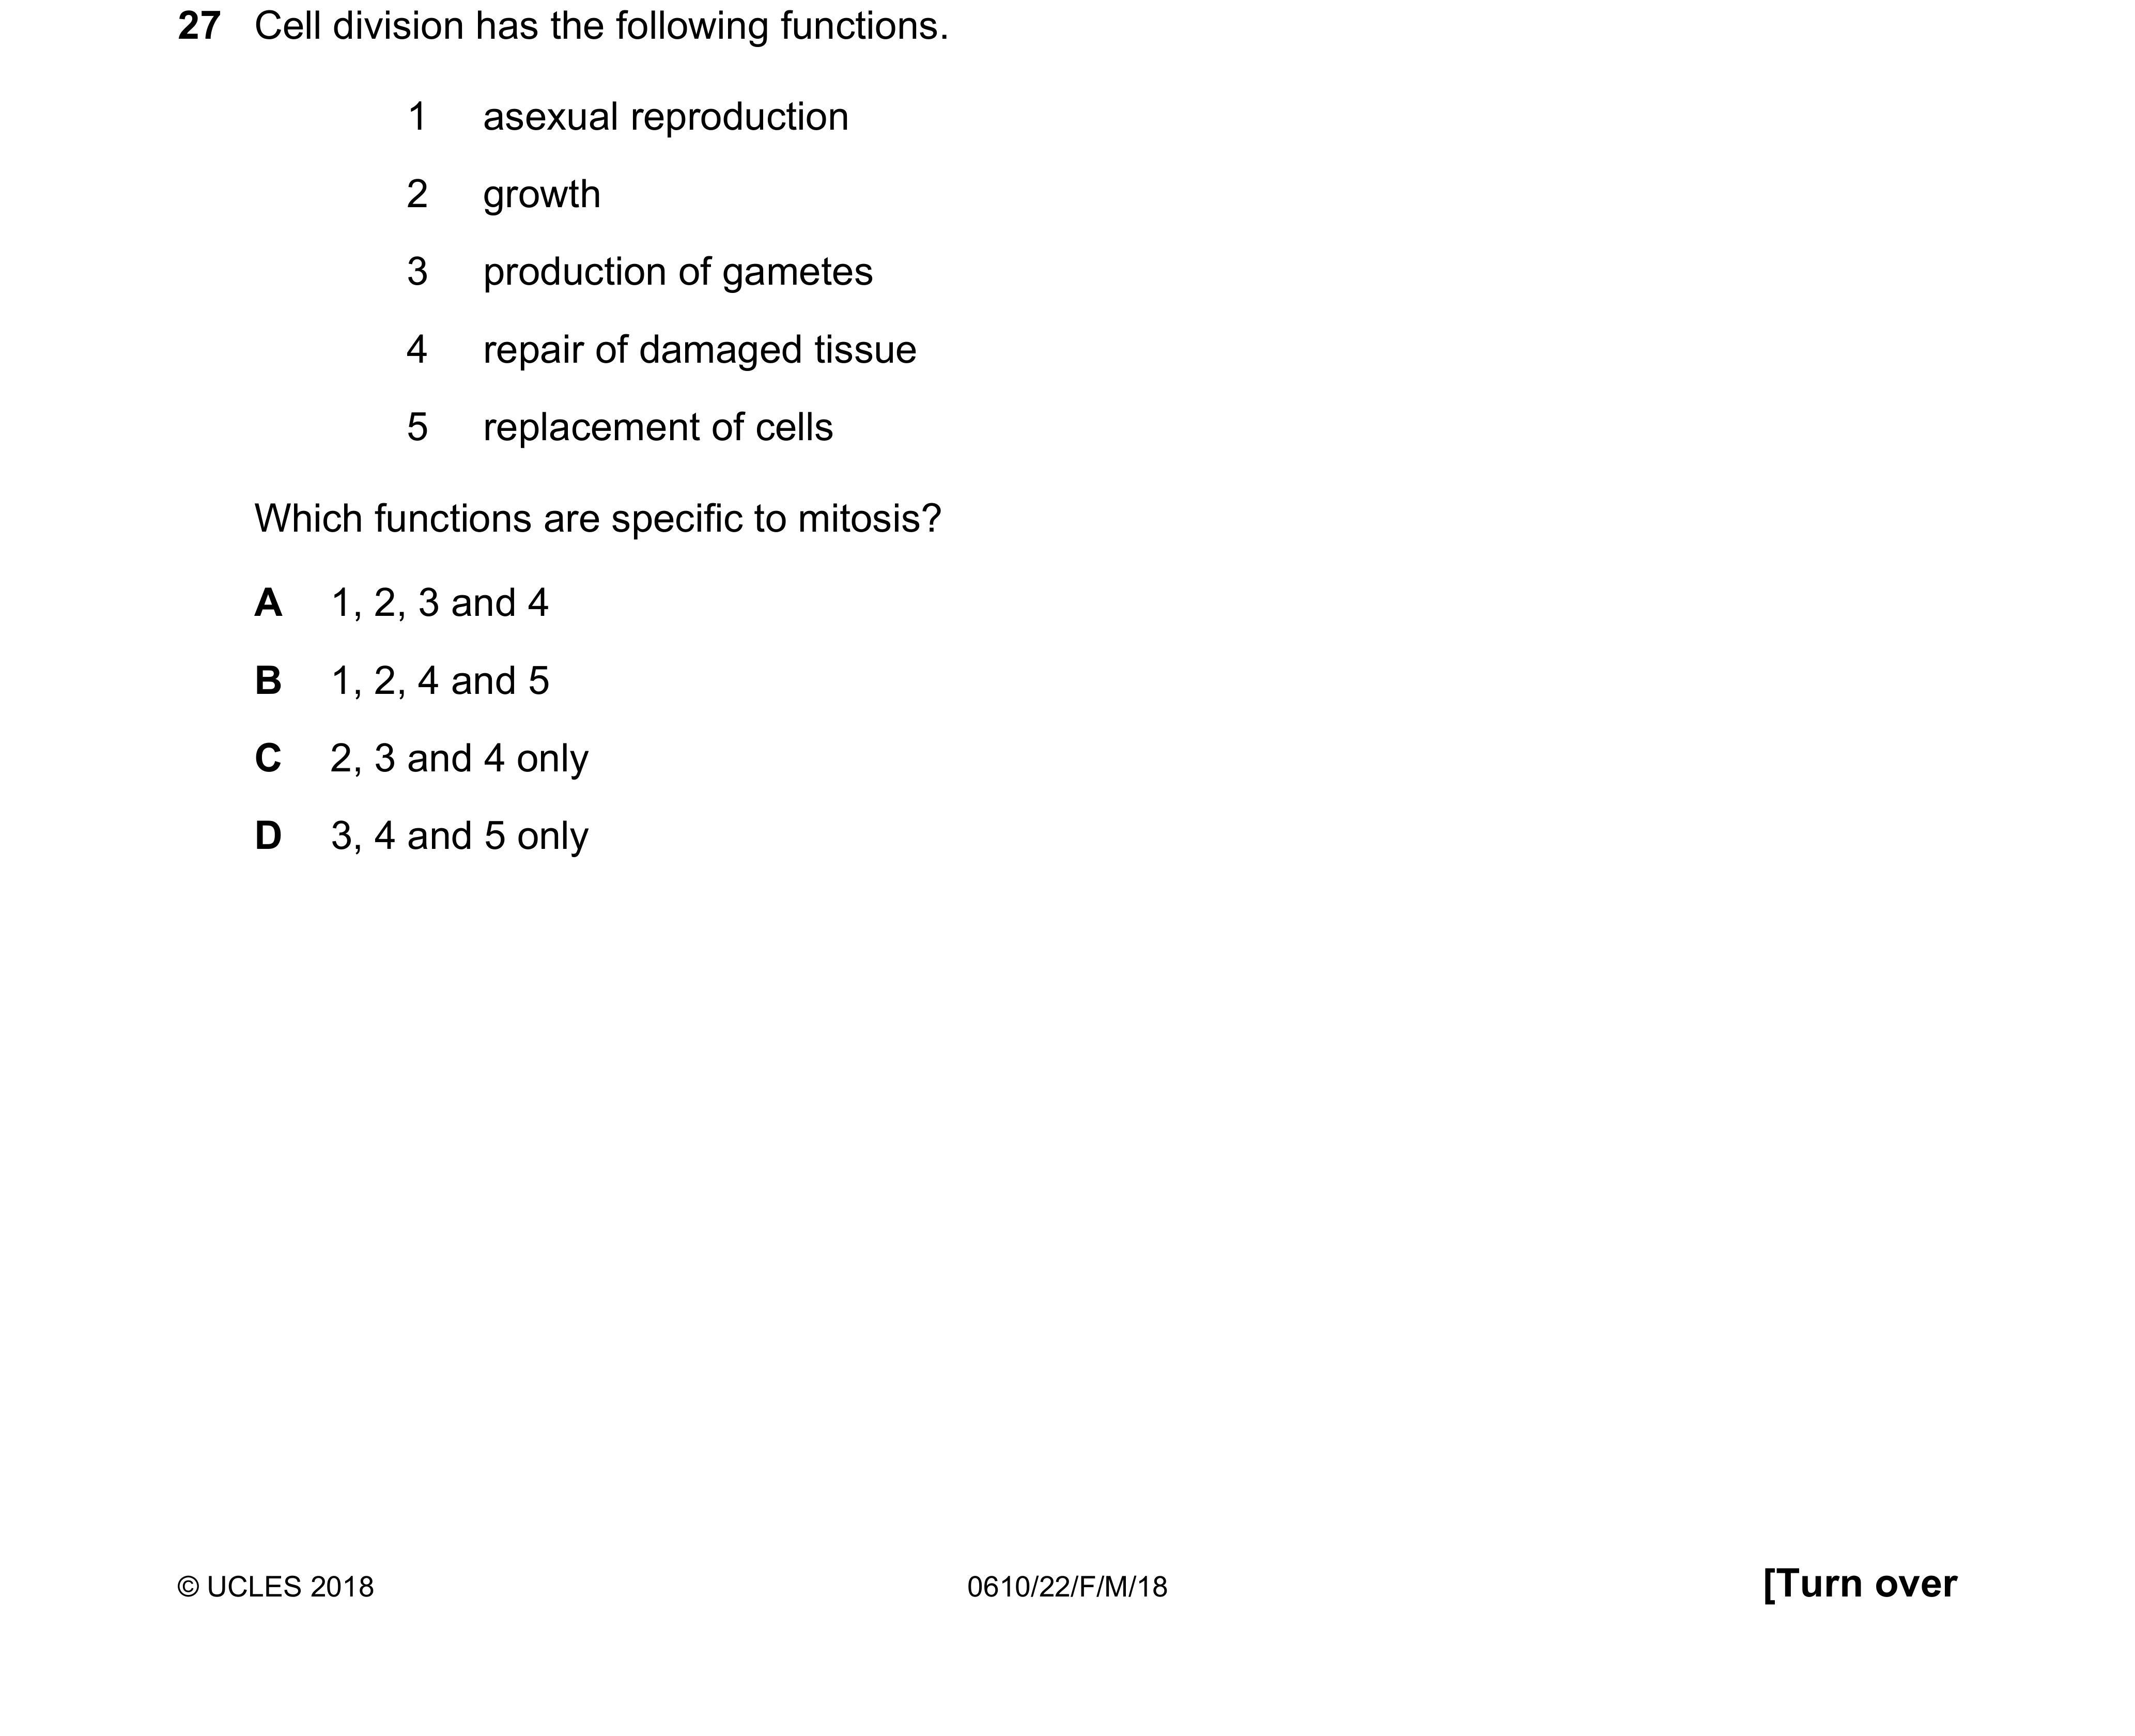 27 Cell division has the following functions.
1 asexual reproduction
2 growth
3 production of gametes
4 repair of damaged tissue
5 replacement of cells
Which functions are specific to mitosis?
A 1, 2, 3 and 4
B 1, 2, 4 and 5
C 2, 3 and 4 only
D 3, 4 and 5 only
© UCLES 2018 0610/22/F/M/18 [Turn over